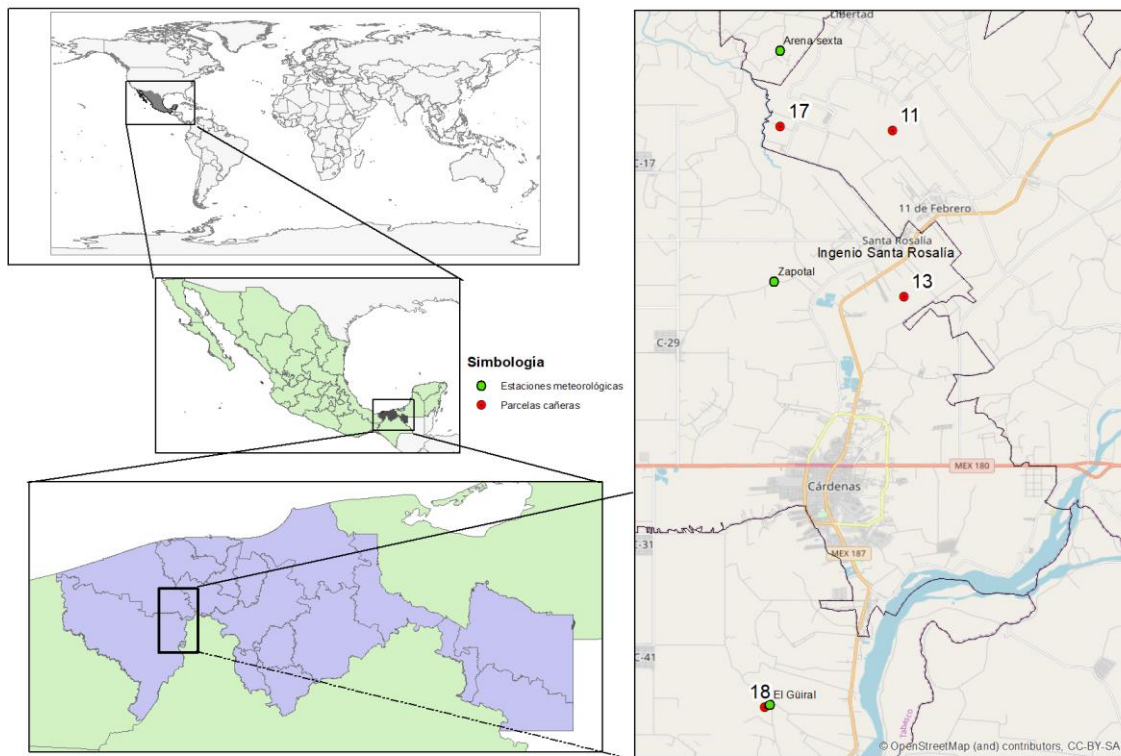 Simbología
Estaciones meteorológicas
Parcelas cañeras
Libertad
Arena sexta
17
11
C-17
11 de Febrero
Santa Rosalía
Ingenio Santa Rosalía
Zapotal
13
C-29
MEX 180
Cárdenas
C-31
MEX 187
C-41
18
El Güiral
Tabasco
© OpenStreetMap (and) contributors, CC-BY-SA